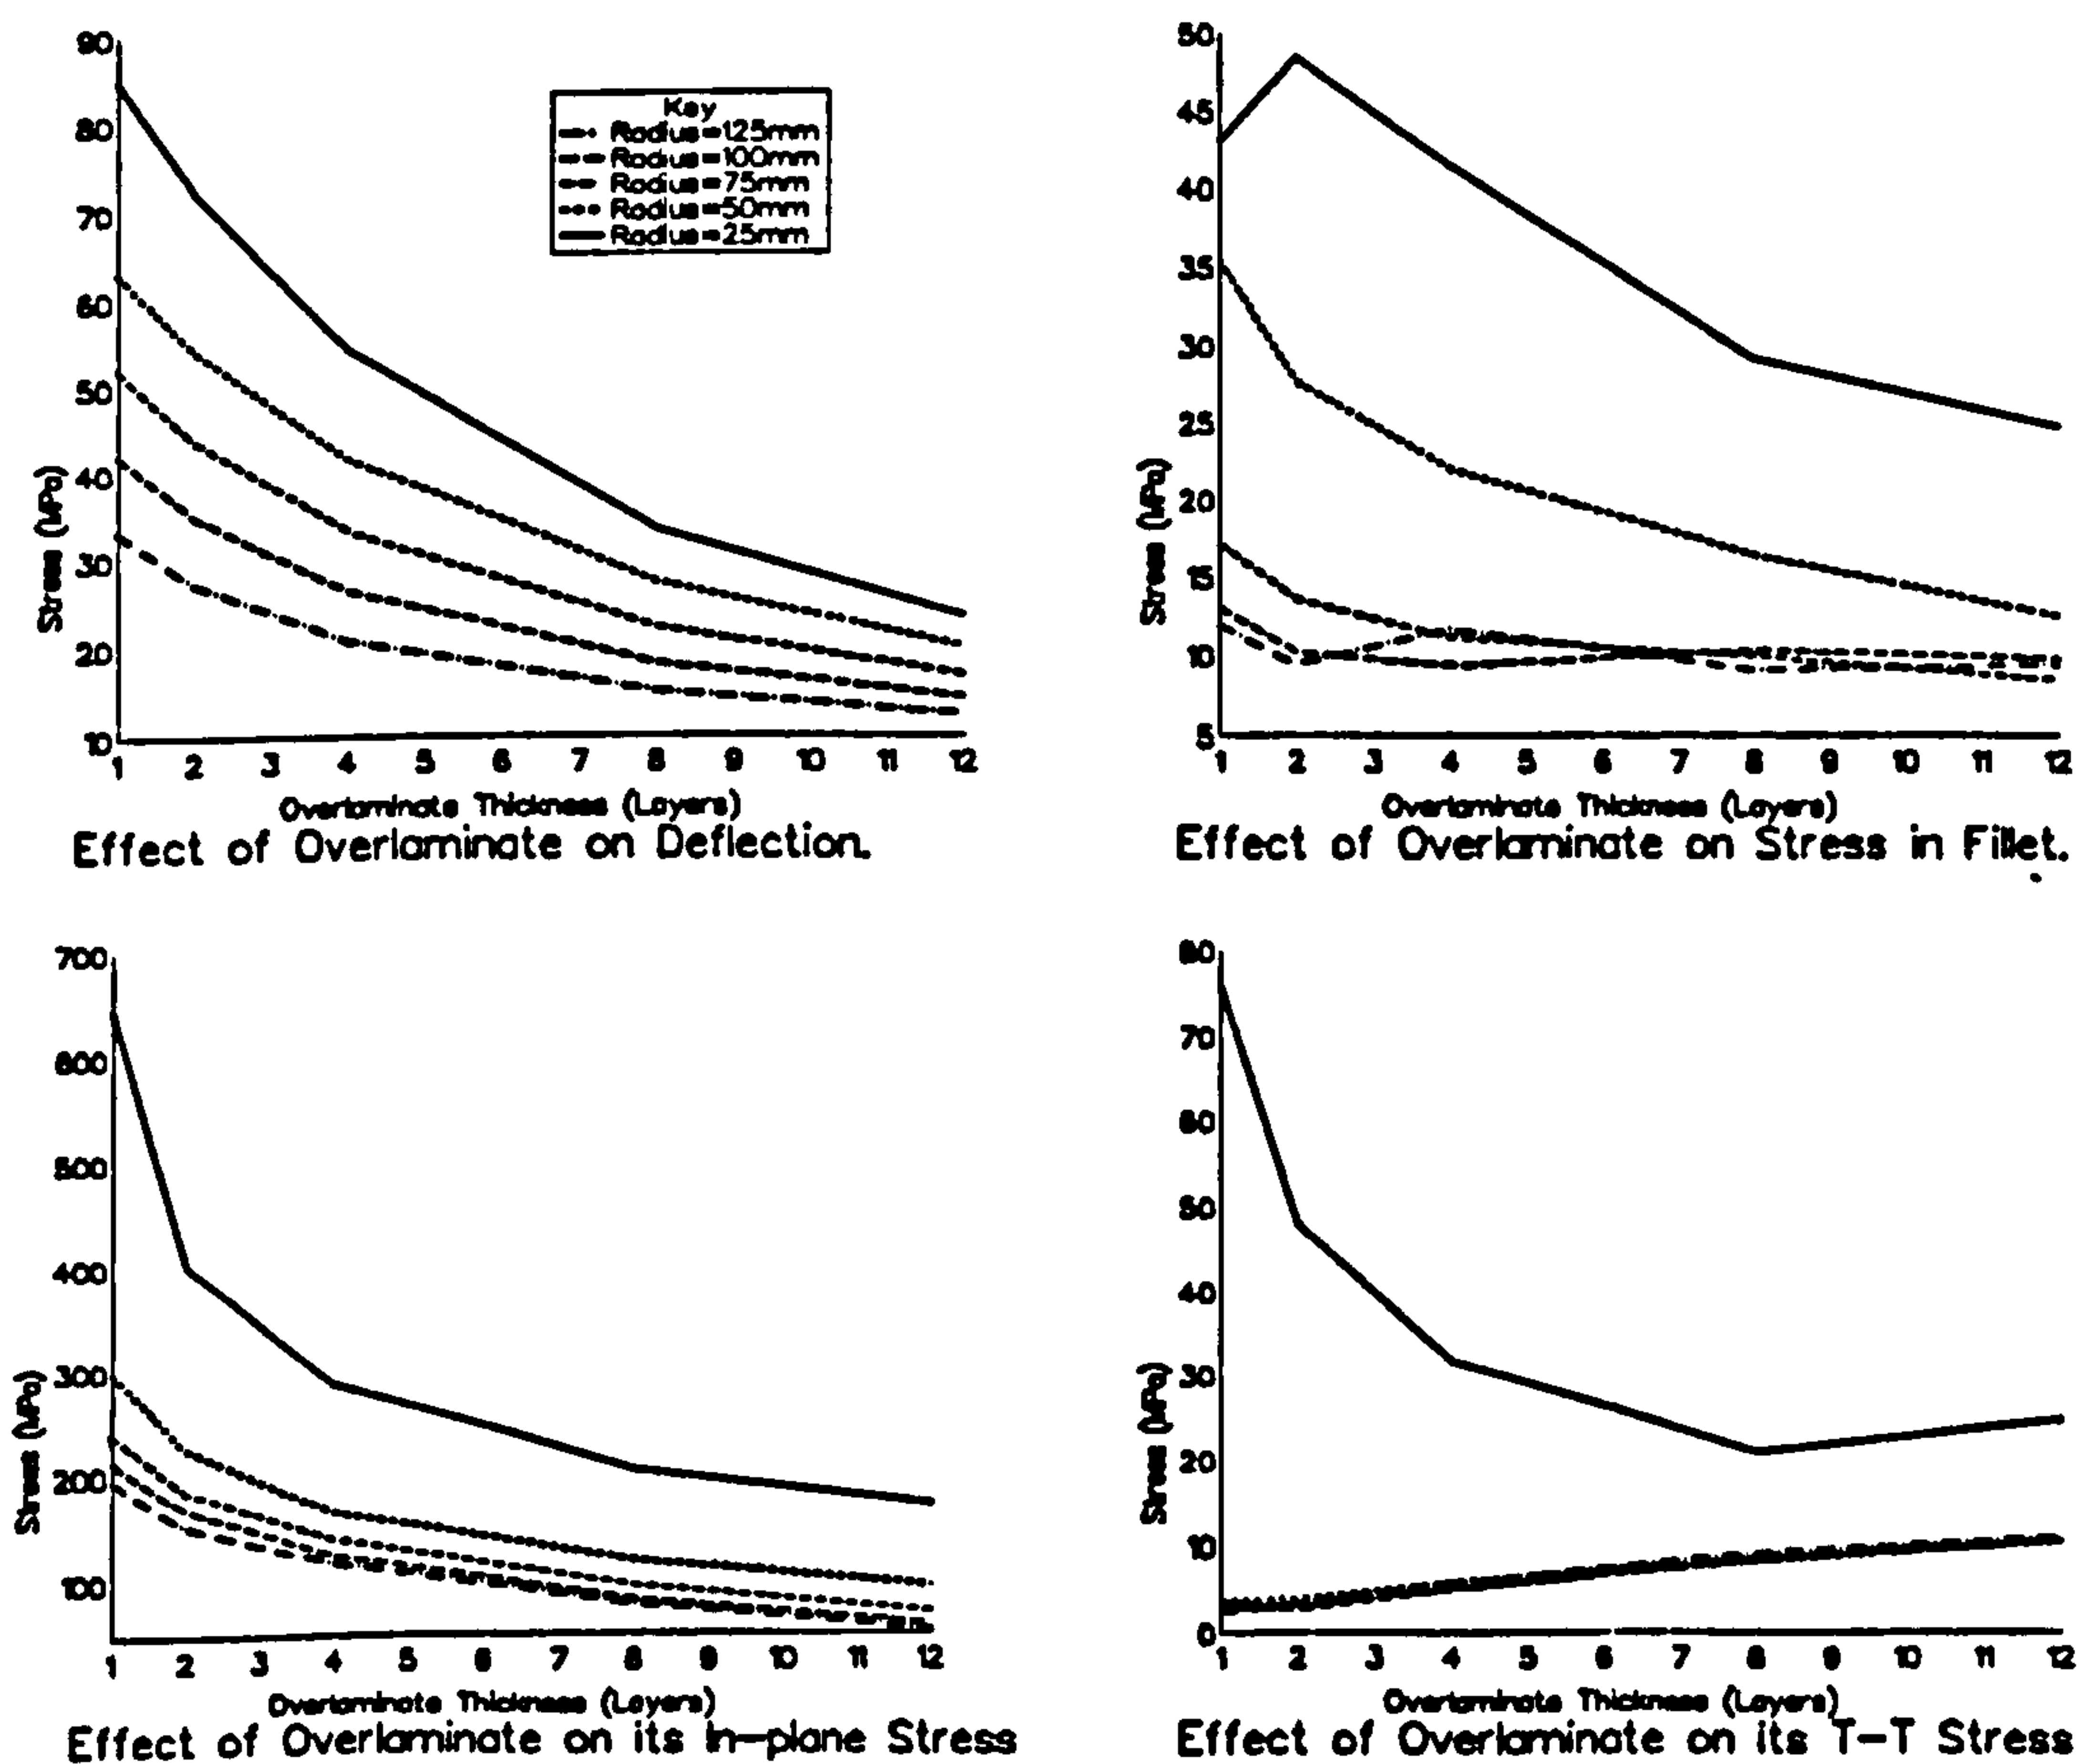 90
80
70
60
50
40
30
20
10
Stress (MPa)
Key
Radius=125mm
Radius=100mm
Radius=75mm
Radius=50mm
Radius=25mm
1 2 3 4 5 6 7 8 9 10 11 12
Overlaminate Thickness (Layers)
Effect of Overlaminate on Deflection.
50
45
40
35
30
25
20
15
10
5
Stress (MPa)
1 2 3 4 5 6 7 8 9 10 11 12
Overlaminate Thickness (Layers)
Effect of Overlaminate on Stress in Fillet.
700
600
500
400
300
200
100
Stress (MPa)
1 2 3 4 5 6 7 8 9 10 11 12
Overlaminate Thickness (Layers)
Effect of Overlaminate on its In-plane Stress
80
70
60
50
40
30
20
10
0
Stress (MPa)
1 2 3 4 5 6 7 8 9 10 11 12
Overlaminate Thickness (Layers)
Effect of Overlaminate on its T-T Stress